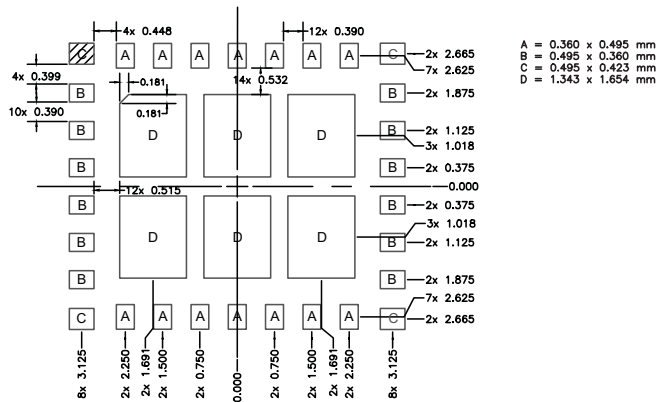 4x 0.448
12x 0.390
C A A A A A A A C
2x 2.665
7x 2.625
A = 0.360 x 0.495 mm
B = 0.495 x 0.360 mm
C = 0.495 x 0.423 mm
D = 1.343 x 1.654 mm
4x 0.399
0.181
14x 0.532
B B
2x 1.875
10x 0.390
0.181
B D D D B
2x 1.125
3x 1.018
B B
2x 0.375
12x 0.515
0.000
B B
2x 0.375
3x 1.018
B D D D B
2x 1.125
B B
2x 1.875
7x 2.625
C A A A A A A A C
2x 2.665
8x 3.125
2x 2.250
2x 1.500
2x 1.691
2x 0.750
0.000
2x 0.750
2x 1.500
2x 1.691
2x 2.250
8x 3.125